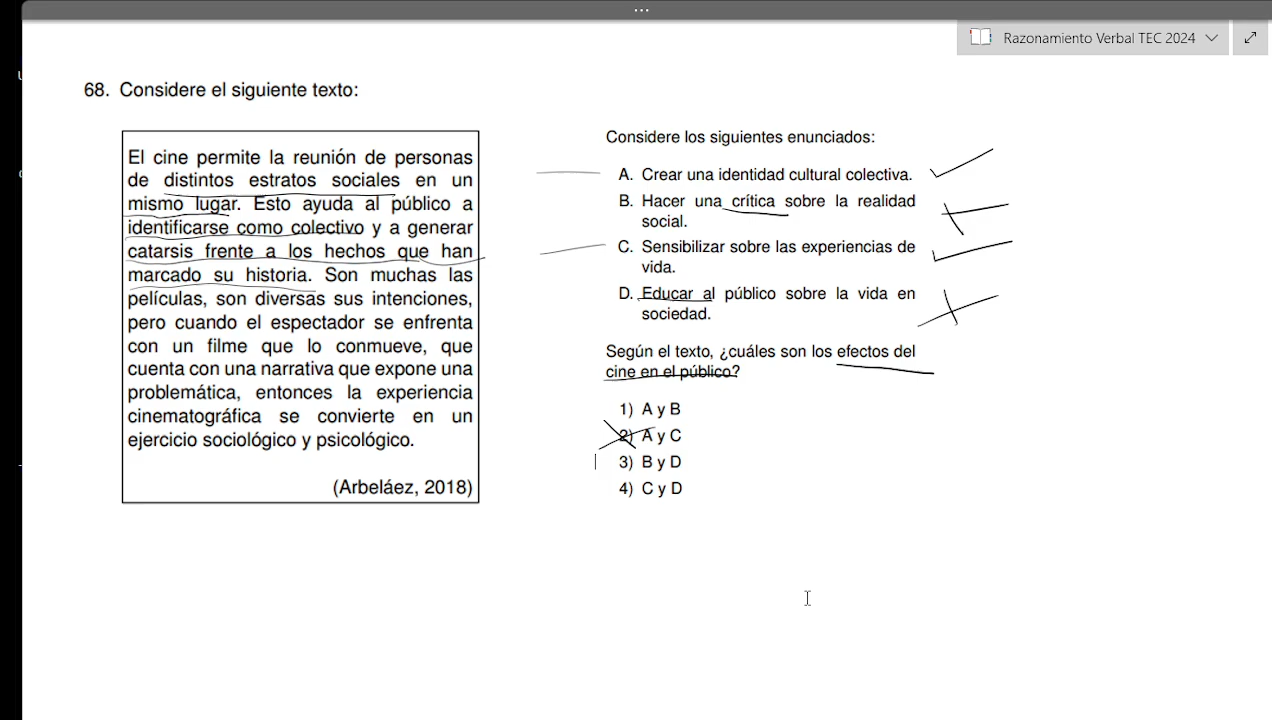 ...
Razonamiento Verbal TEC 2024
68. Considere el siguiente texto:
El cine permite la reunión de personas
de distintos estratos sociales en un
mismo lugar. Esto ayuda al público a
identificarse como colectivo y a generar
catarsis frente a los hechos que han
marcado su historia. Son muchas las
películas, son diversas sus intenciones,
pero cuando el espectador se enfrenta
con un filme que lo conmueve, que
cuenta con una narrativa que expone una
problemática, entonces la experiencia
cinematográfica se convierte en un
ejercicio sociológico y psicológico.
(Arbeláez, 2018)
Considere los siguientes enunciados:
A. Crear una identidad cultural colectiva.
B. Hacer una crítica sobre la realidad
social.
C. Sensibilizar sobre las experiencias de
vida.
D. Educar al público sobre la vida en
sociedad.
Según el texto, ¿cuáles son los efectos del
cine en el público?
1) A y B
2) A y C
3) B y D
4) C y D